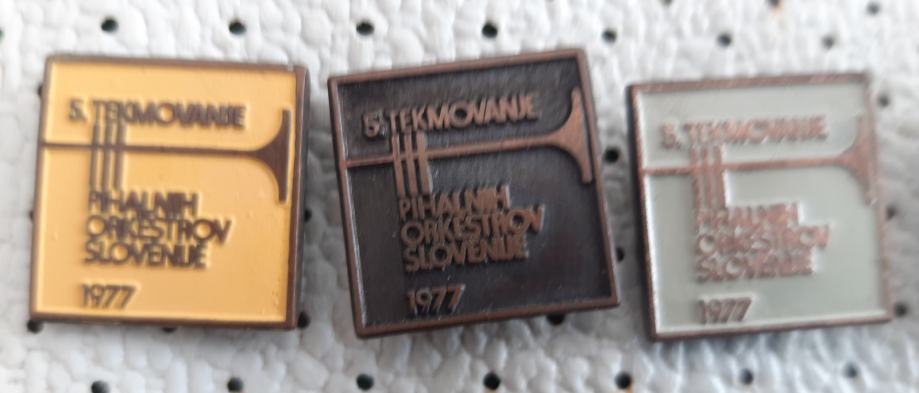 5. TEKMOVANJE
PIHALNIH
ORKESTROV
SLOVENIJE
1977
5. TEKMOVANJE
PIHALNIH
ORKESTROV
SLOVENIJE
1977
5. TEKMOVANJE
PIHALNIH
ORKESTROV
SLOVENIJE
1977